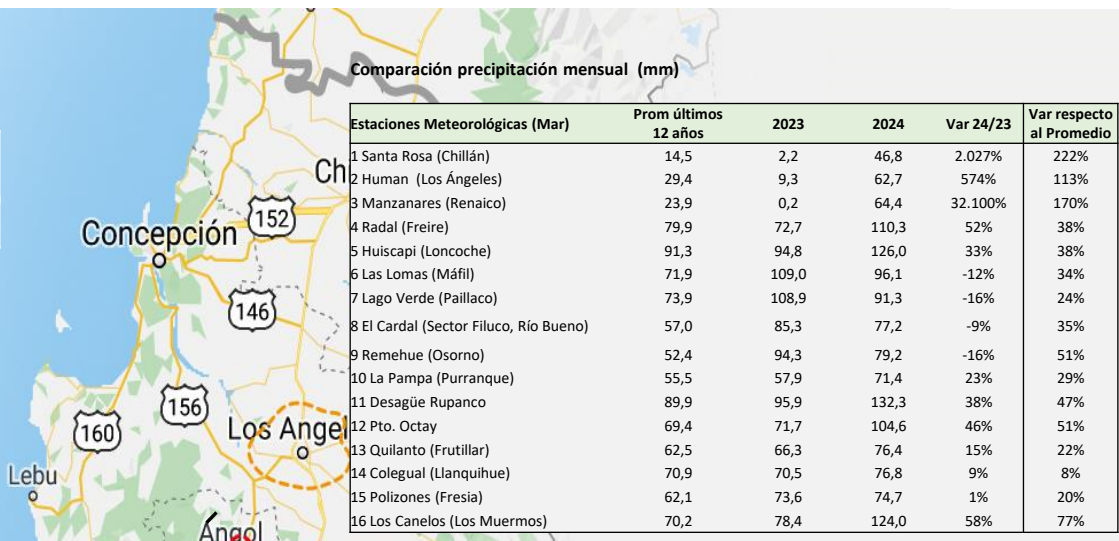 Comparación precipitación mensual (mm)
Estaciones Meteorológicas (Mar) Prom últimos 12 años 2023 2024 Var 24/23 Var respecto al Promedio
1 Santa Rosa (Chillán) 14,5 2,2 46,8 2.027% 222%
2 Human (Los Ángeles) 29,4 9,3 62,7 574% 113%
3 Manzanares (Renaico) 23,9 0,2 64,4 32.100% 170%
4 Radal (Freire) 79,9 72,7 110,3 52% 38%
5 Huiscapi (Loncoche) 91,3 94,8 126,0 33% 38%
6 Las Lomas (Máfil) 71,9 109,0 96,1 -12% 34%
7 Lago Verde (Paillaco) 73,9 108,9 91,3 -16% 24%
8 El Cardal (Sector Filuco, Río Bueno) 57,0 85,3 77,2 -9% 35%
9 Remehue (Osorno) 52,4 94,3 79,2 -16% 51%
10 La Pampa (Purranque) 55,5 57,9 71,4 23% 29%
11 Desagüe Rupanco 89,9 95,9 132,3 38% 47%
12 Pto. Octay 69,4 71,7 104,6 46% 51%
13 Quilanto (Frutillar) 62,5 66,3 76,4 15% 22%
14 Colegual (Llanquihue) 70,9 70,5 76,8 9% 8%
15 Polizones (Fresia) 62,1 73,6 74,7 1% 20%
16 Los Canelos (Los Muermos) 70,2 78,4 124,0 58% 77%
Ch
152
Concepción
146
156
160
Los Angel
Lebu
Angol